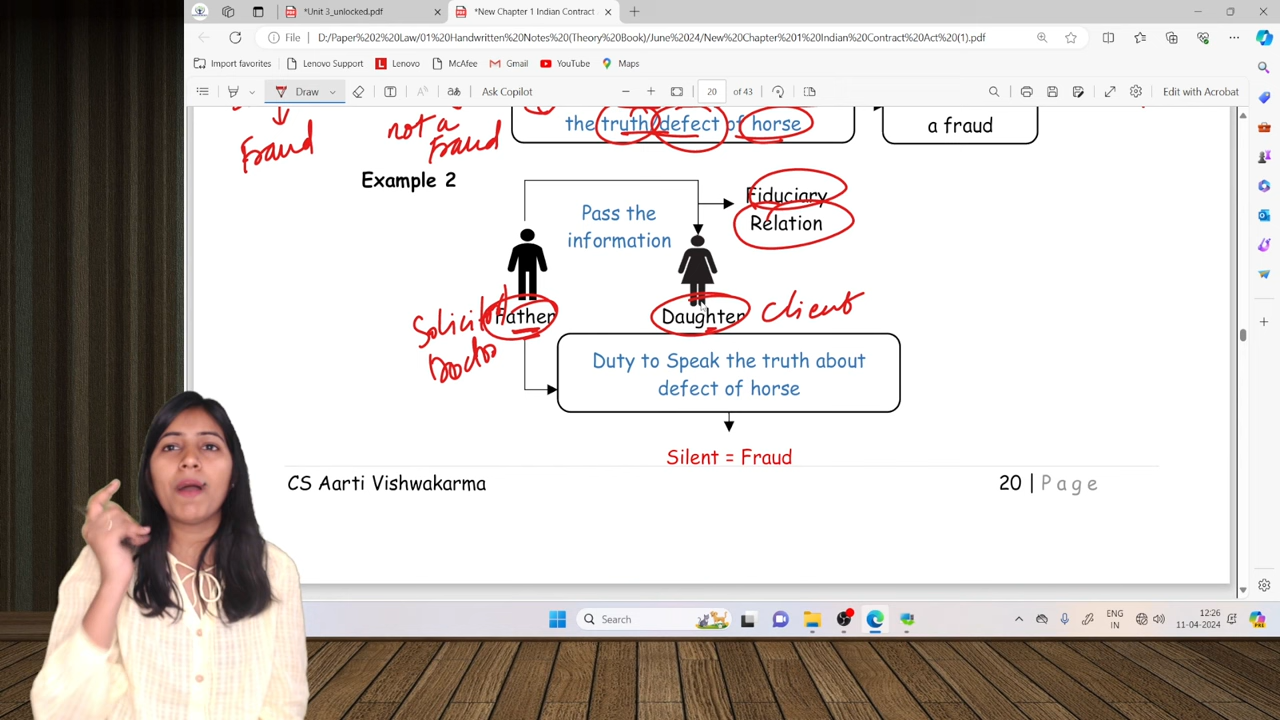 *Unit 3_unlocked.pdf
*New Chapter 1 Indian Contract
File
D:/Paper%202%20Law/01%20Handwritten%20Notes%20(Theory%20Book)/June%2024/New%20Chapter%201%20Indian%20Contract%20Act%20(1).pdf
Import favorites
Lenovo Support
Lenovo
McAfee
Gmail
YouTube
Maps
Draw
Ask Copilot
20 of 43
Edit with Acrobat
Fraud
not a
Fraud
the truth defect of horse
a fraud
Example 2
Pass the
information
Fiduciary
Relation
Solicitor
Father
Daughter
Client
Doctor
Duty to Speak the truth about
defect of horse
Silent = Fraud
CS Aarti Vishwakarma
20 | Page
Search
ENG
IN
12:26
11-04-2024